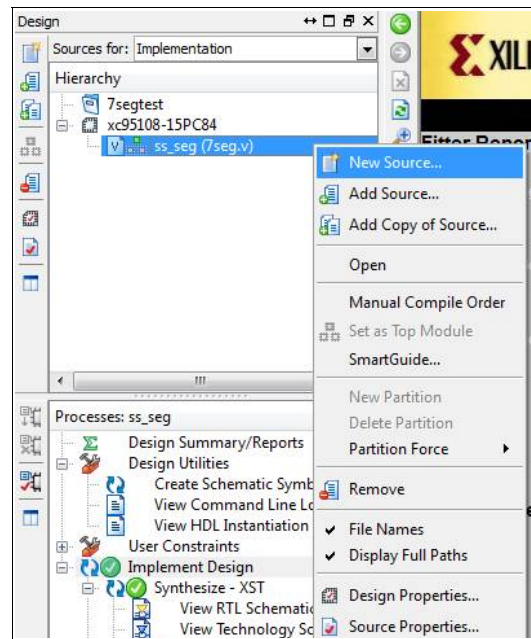 Design
Sources for: Implementation
Hierarchy
7segtest
xc95108-15PC84
V ss_seg (7seg.v)
New Source...
Add Source...
Add Copy of Source...
Open
Manual Compile Order
Set as Top Module
SmartGuide...
New Partition
Delete Partition
Partition Force
Remove
File Names
Display Full Paths
Design Properties...
Source Properties...
Processes: ss_seg
Design Summary/Reports
Design Utilities
Create Schematic Symb
View Command Line Lo
View HDL Instantiation
User Constraints
Implement Design
Synthesize - XST
View RTL Schematic
View Technology Sc
XILI